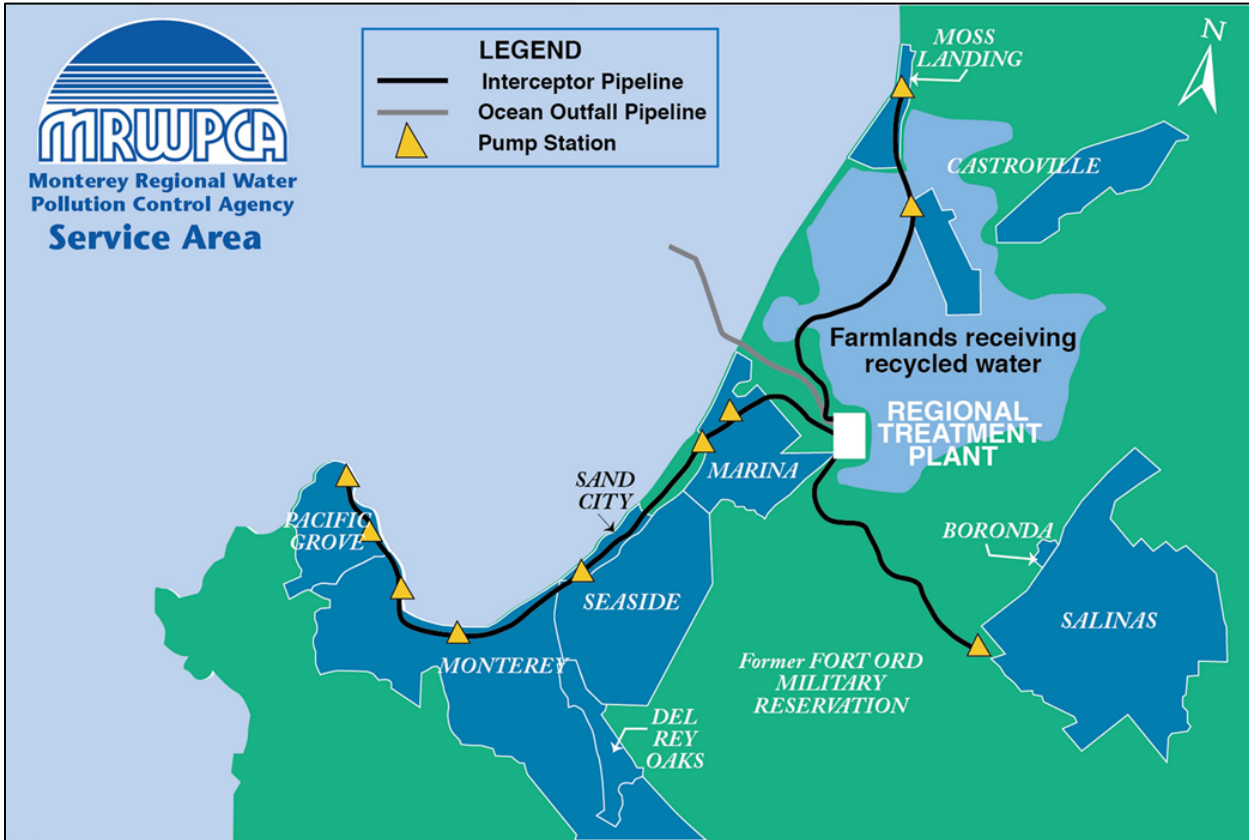 MRWPCA
Monterey Regional Water
Pollution Control Agency
Service Area
LEGEND
Interceptor Pipeline
Ocean Outfall Pipeline
Pump Station
N
MOSS
LANDING
CASTROVILLE
Farmlands receiving
recycled water
REGIONAL
TREATMENT
PLANT
MARINA
SAND
CITY
PACIFIC
GROVE
BORONDA
SEASIDE
SALINAS
MONTEREY
Former FORT ORD
MILITARY
RESERVATION
DEL
REY
OAKS